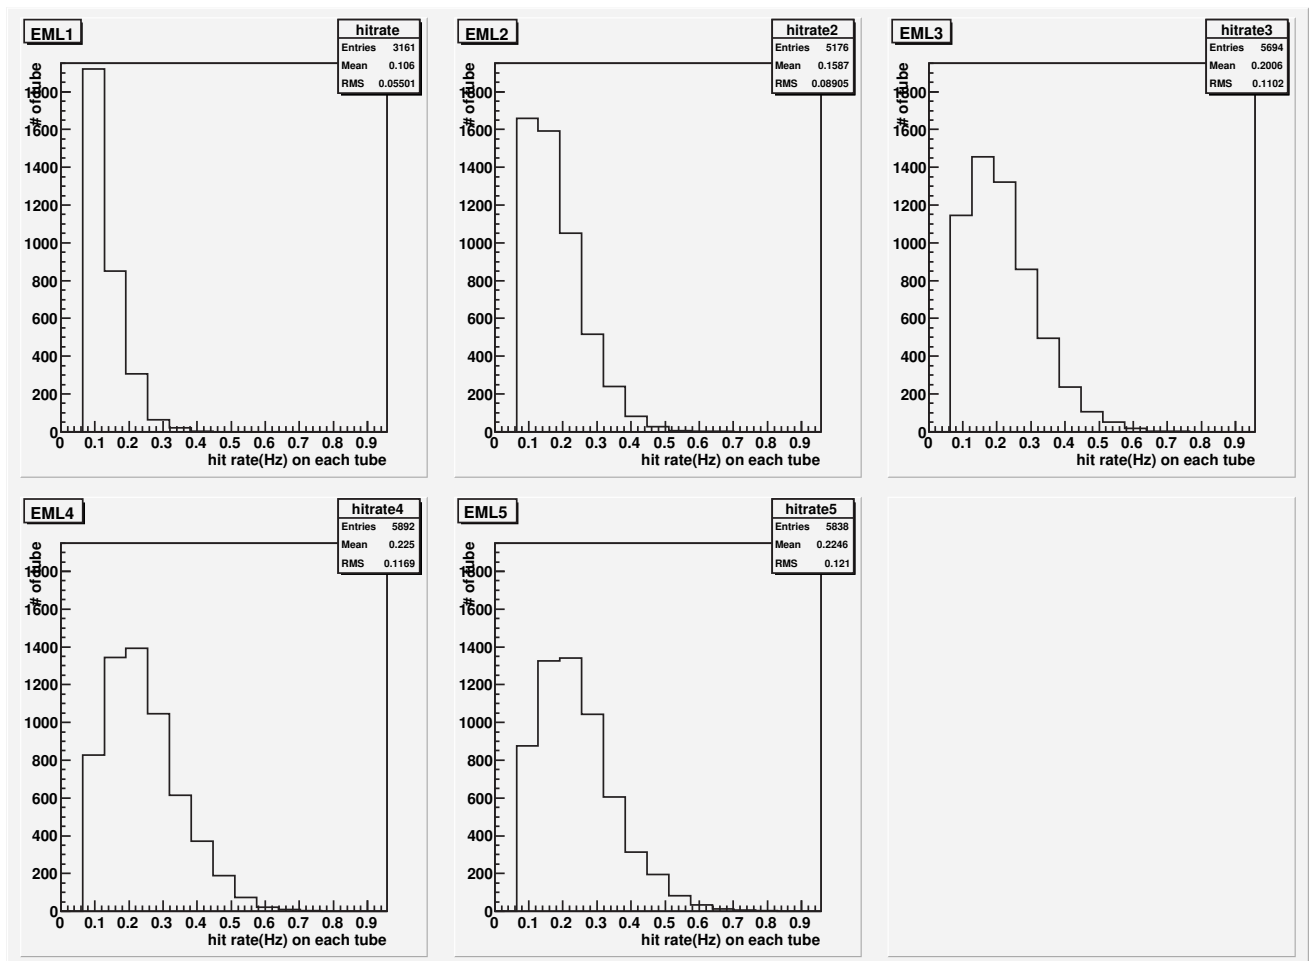 EML1
hitrate
Entries 3161
Mean 0.106
RMS 0.05501
# of tube
1800
1600
1400
1200
1000
800
600
400
200
0
0 0.1 0.2 0.3 0.4 0.5 0.6 0.7 0.8 0.9
hit rate(Hz) on each tube
EML2
hitrate2
Entries 5176
Mean 0.1587
RMS 0.08905
# of tube
1800
1600
1400
1200
1000
800
600
400
200
0
0 0.1 0.2 0.3 0.4 0.5 0.6 0.7 0.8 0.9
hit rate(Hz) on each tube
EML3
hitrate3
Entries 5694
Mean 0.2006
RMS 0.1102
# of tube
1800
1600
1400
1200
1000
800
600
400
200
0
0 0.1 0.2 0.3 0.4 0.5 0.6 0.7 0.8 0.9
hit rate(Hz) on each tube
EML4
hitrate4
Entries 5892
Mean 0.225
RMS 0.1169
# of tube
1800
1600
1400
1200
1000
800
600
400
200
0
0 0.1 0.2 0.3 0.4 0.5 0.6 0.7 0.8 0.9
hit rate(Hz) on each tube
EML5
hitrate5
Entries 5838
Mean 0.2246
RMS 0.121
# of tube
1800
1600
1400
1200
1000
800
600
400
200
0
0 0.1 0.2 0.3 0.4 0.5 0.6 0.7 0.8 0.9
hit rate(Hz) on each tube